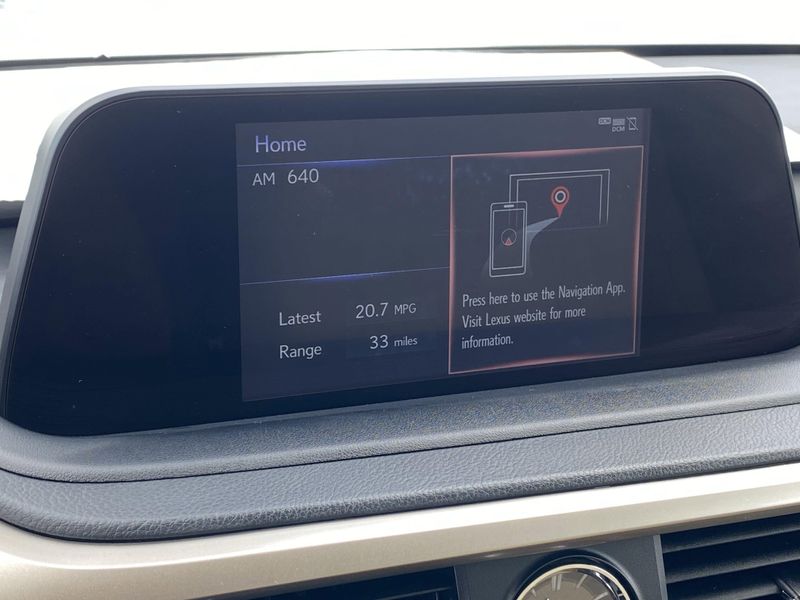 Home
DCM
DCM
AM 640
Latest 20.7 MPG
Range 33 miles
Press here to use the Navigation App.
Visit Lexus website for more
information.